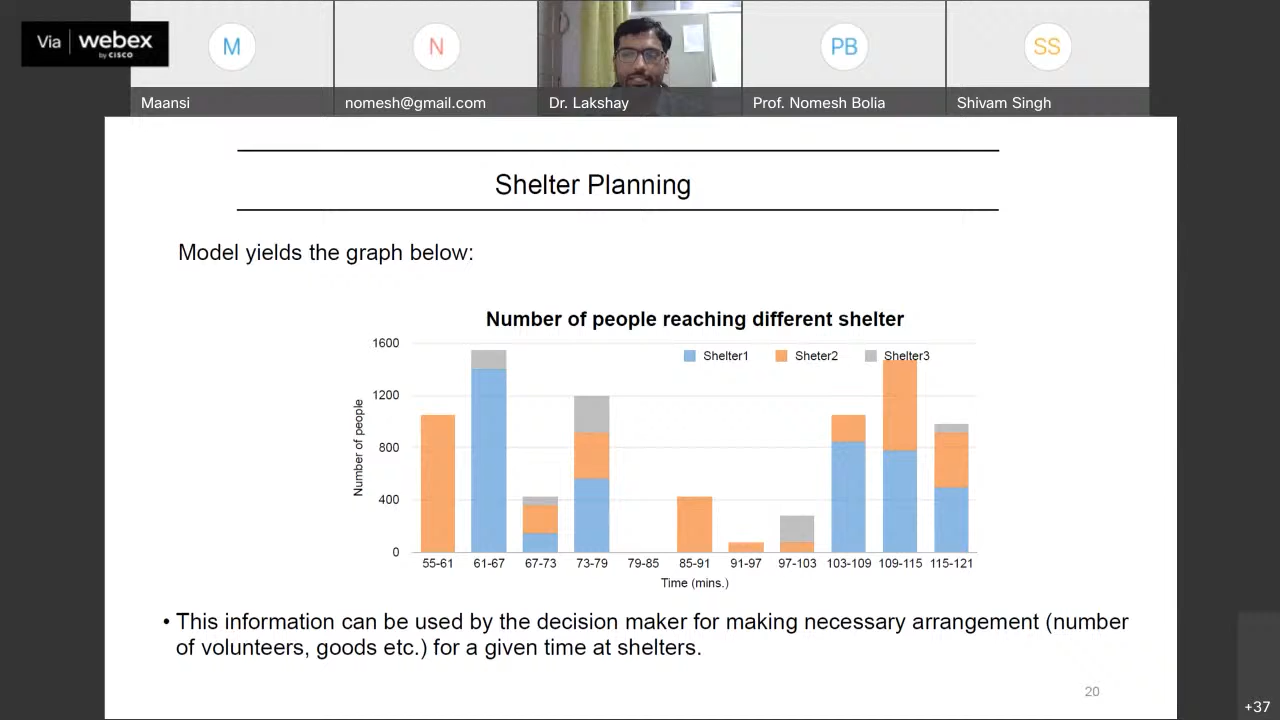 Via webex
by CISCO
M
N
PB
SS
Maansi
nomesh@gmail.com
Dr. Lakshay
Prof. Nomesh Bolia
Shivam Singh
Shelter Planning
Model yields the graph below:
Number of people reaching different shelter
Shelter1
Sheter2
Shelter3
Number of people
1600
1200
800
400
0
55-61 61-67 67-73 73-79 79-85 85-91 91-97 97-103 103-109 109-115 115-121
Time (mins.)
• This information can be used by the decision maker for making necessary arrangement (number
of volunteers, goods etc.) for a given time at shelters.
20
+37